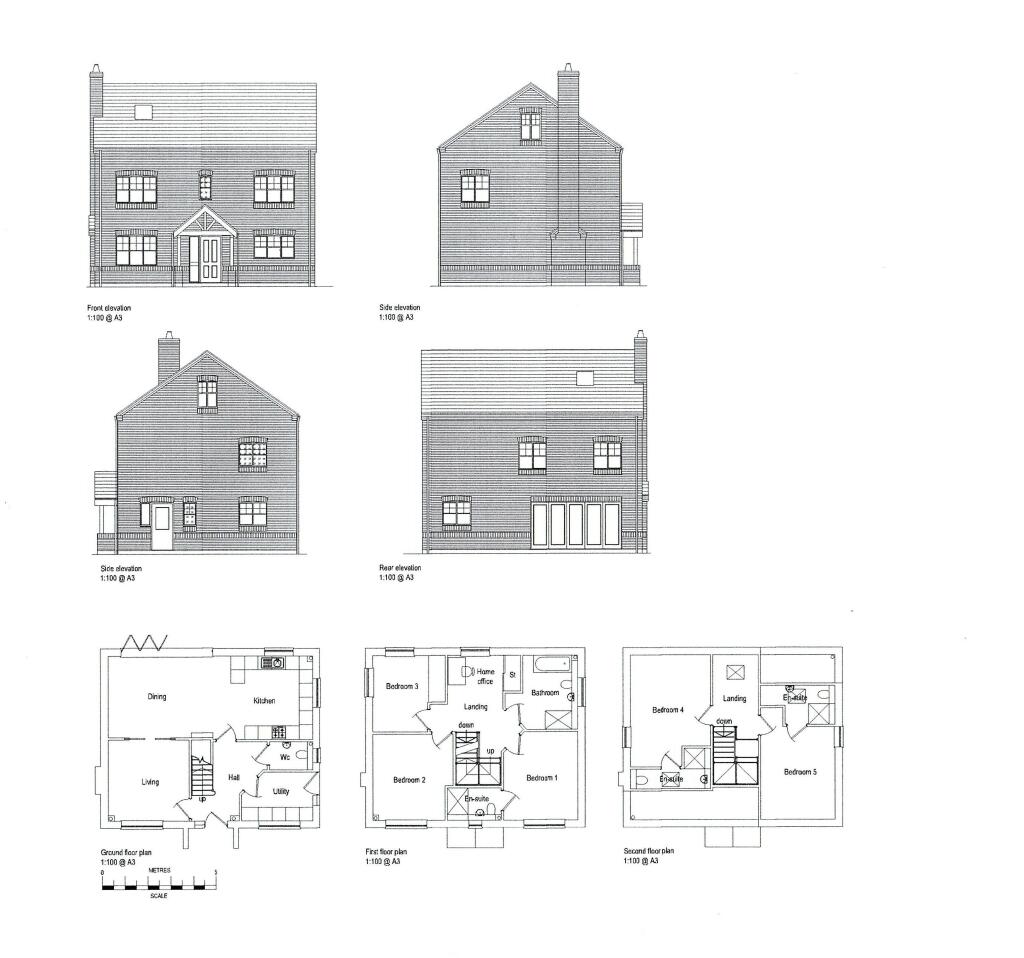 Front elevation
1:100 @ A3
Side elevation
1:100 @ A3
Side elevation
1:100 @ A3
Rear elevation
1:100 @ A3
Dining
Kitchen
Living
Hall
Wc
Utility
up
Ground floor plan
1:100 @ A3
0 METRES 5
SCALE
Bedroom 3
Home
office
St
Bathroom
Landing
down
up
Bedroom 2
Bedroom 1
En-suite
First floor plan
1:100 @ A3
Bedroom 4
Landing
En-suite
down
En-suite
Bedroom 5
Second floor plan
1:100 @ A3